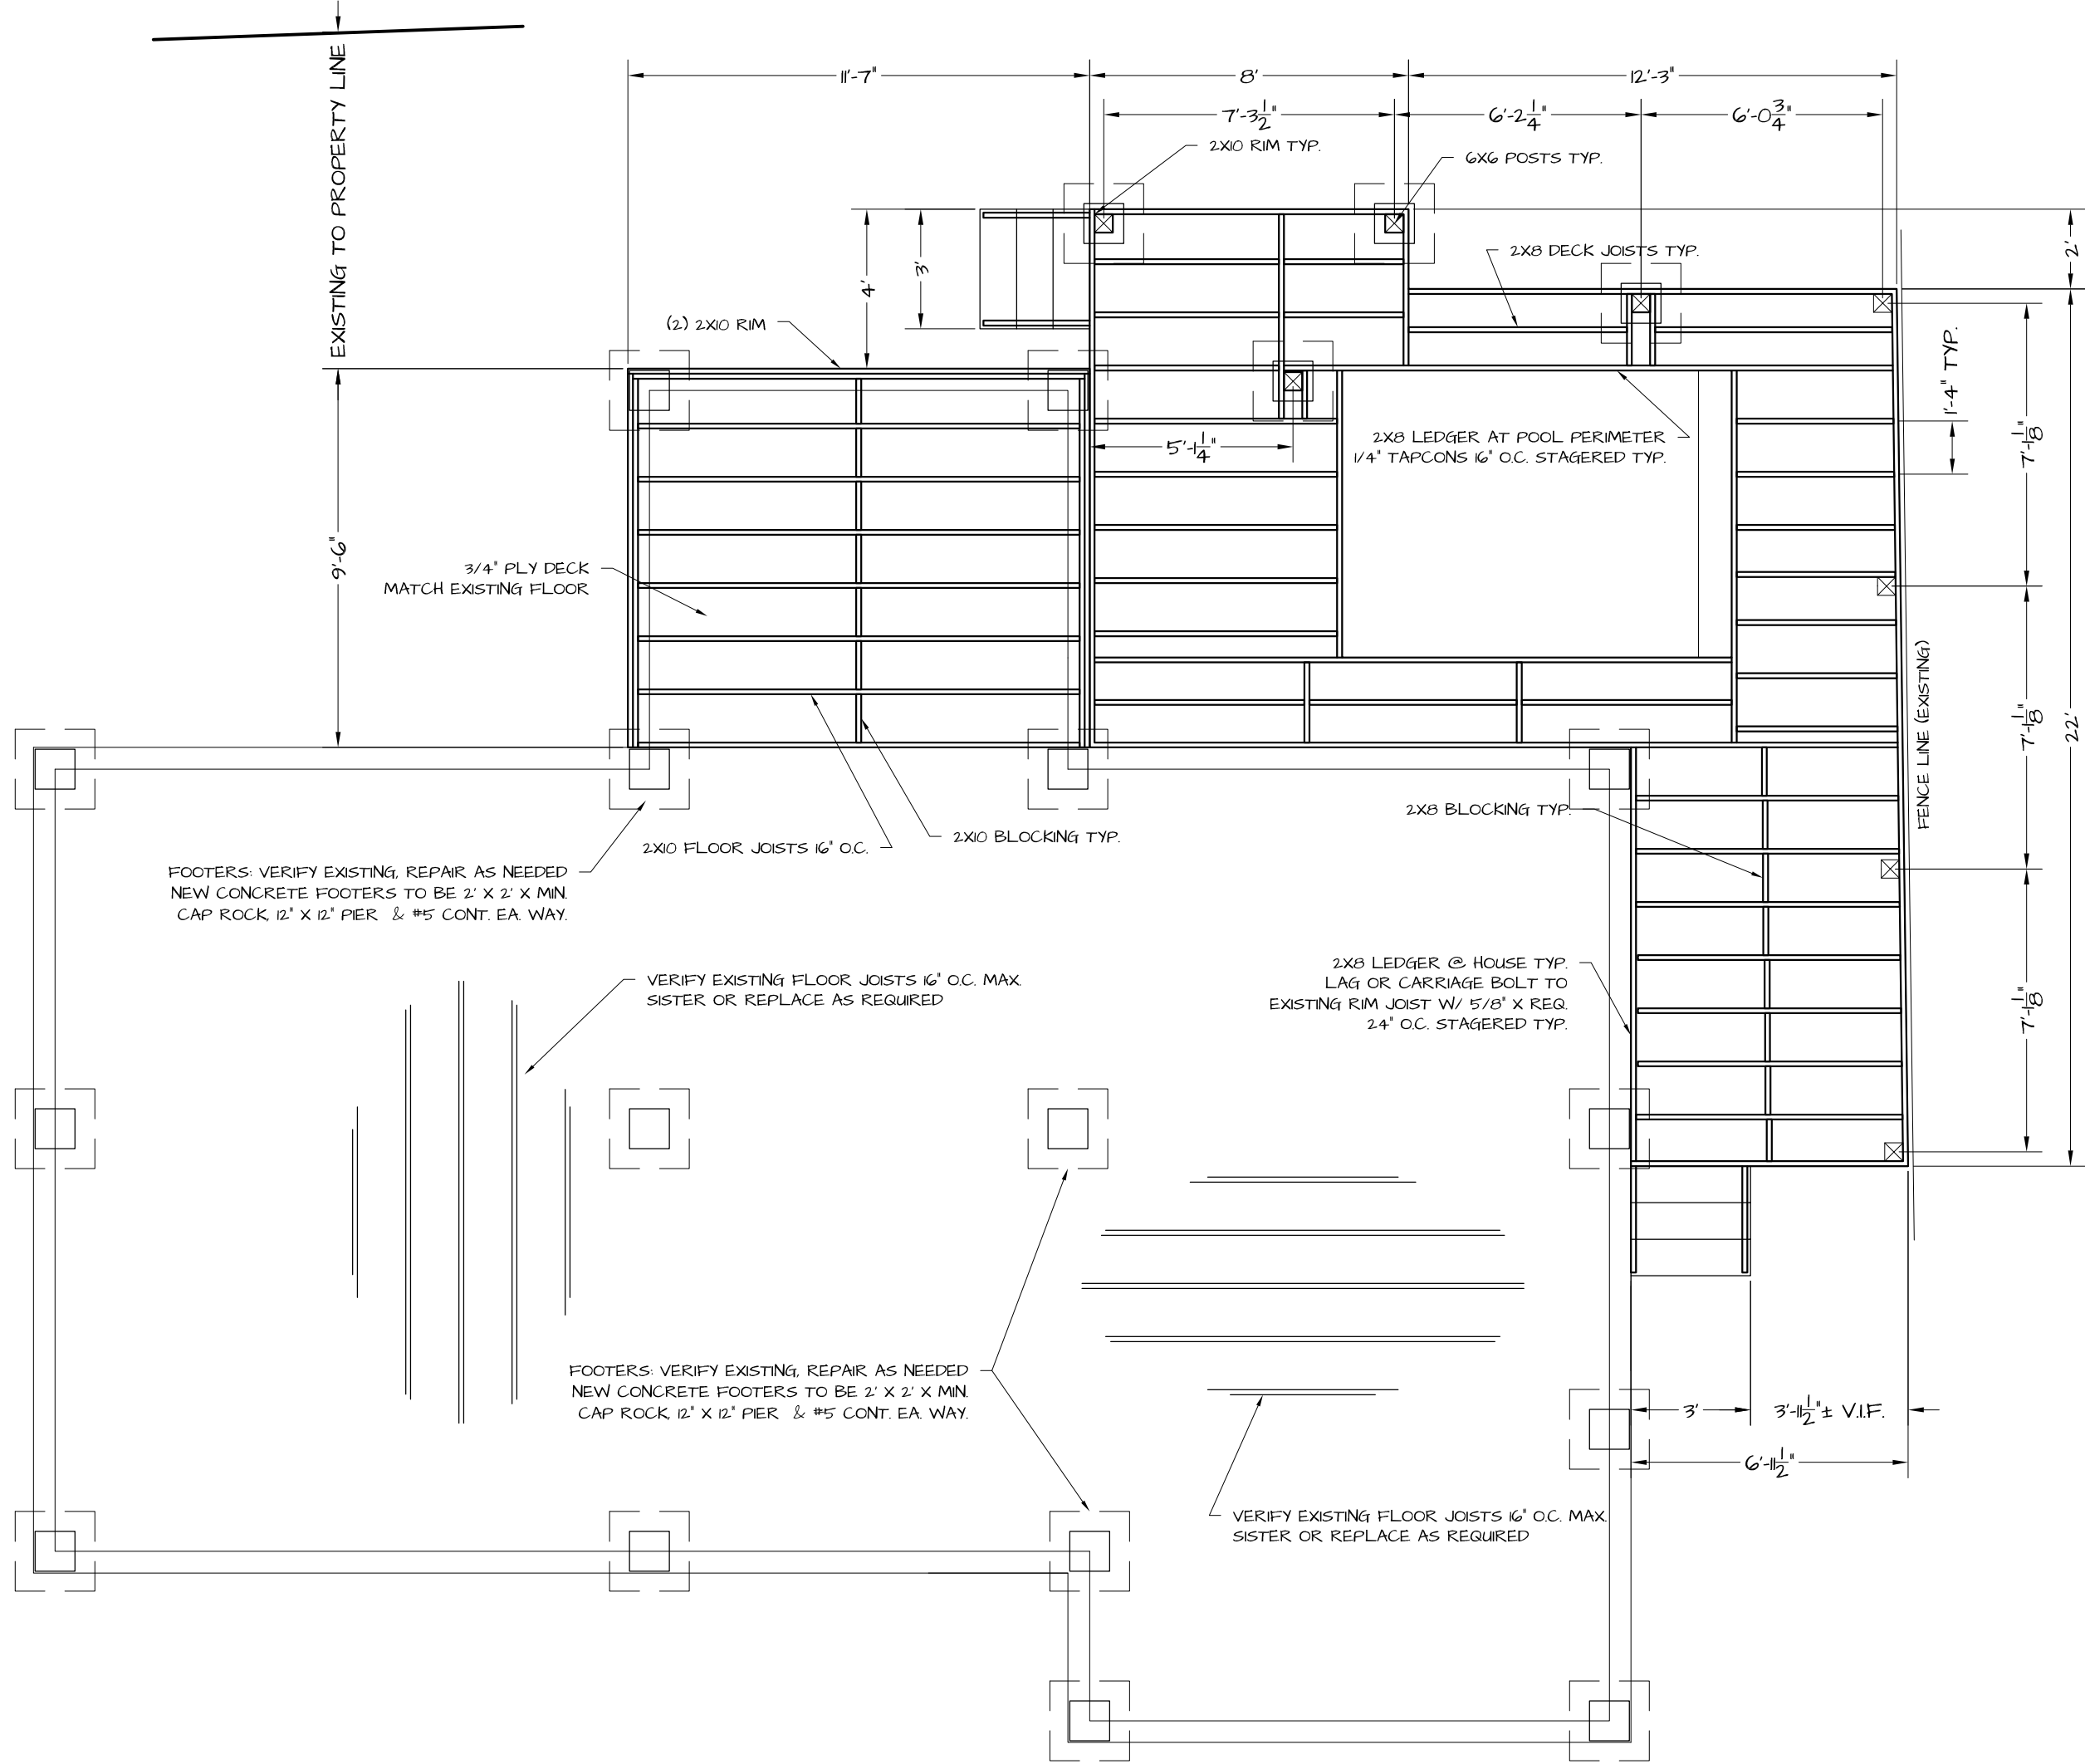 EXISTING TO PROPERTY LINE
11'-7"
8'
12'-3"
7'-3 1/2"
6'-2 1/4"
6'-0 3/4"
2X10 RIM TYP.
6X6 POSTS TYP.
2X8 DECK JOISTS TYP.
2'
3'
4'
(2) 2X10 RIM
1'-4" TYP.
7'-1 1/8"
2X8 LEDGER AT POOL PERIMETER
1/4" TAPCONS 16" O.C. STAGERED TYP.
5'-1 1/4"
9'-6"
3/4" PLY DECK
MATCH EXISTING FLOOR
FENCE LINE (EXISTING)
7'-1 1/8"
22'
2X8 BLOCKING TYP.
2X10 BLOCKING TYP.
2X10 FLOOR JOISTS 16" O.C.
FOOTERS: VERIFY EXISTING, REPAIR AS NEEDED
NEW CONCRETE FOOTERS TO BE 2' X 2' X MIN.
CAP ROCK, 12" X 12" PIER & #5 CONT. EA. WAY.
2X8 LEDGER @ HOUSE TYP.
LAG OR CARRIAGE BOLT TO
EXISTING RIM JOIST W/ 5/8" X REQ.
24" O.C. STAGERED TYP.
7'-1 1/8"
VERIFY EXISTING FLOOR JOISTS 16" O.C. MAX.
SISTER OR REPLACE AS REQUIRED
FOOTERS: VERIFY EXISTING, REPAIR AS NEEDED
NEW CONCRETE FOOTERS TO BE 2' X 2' X MIN.
CAP ROCK, 12" X 12" PIER & #5 CONT. EA. WAY.
3'
3'-11 1/2"± V.I.F.
6'-11 1/2"
VERIFY EXISTING FLOOR JOISTS 16" O.C. MAX.
SISTER OR REPLACE AS REQUIRED